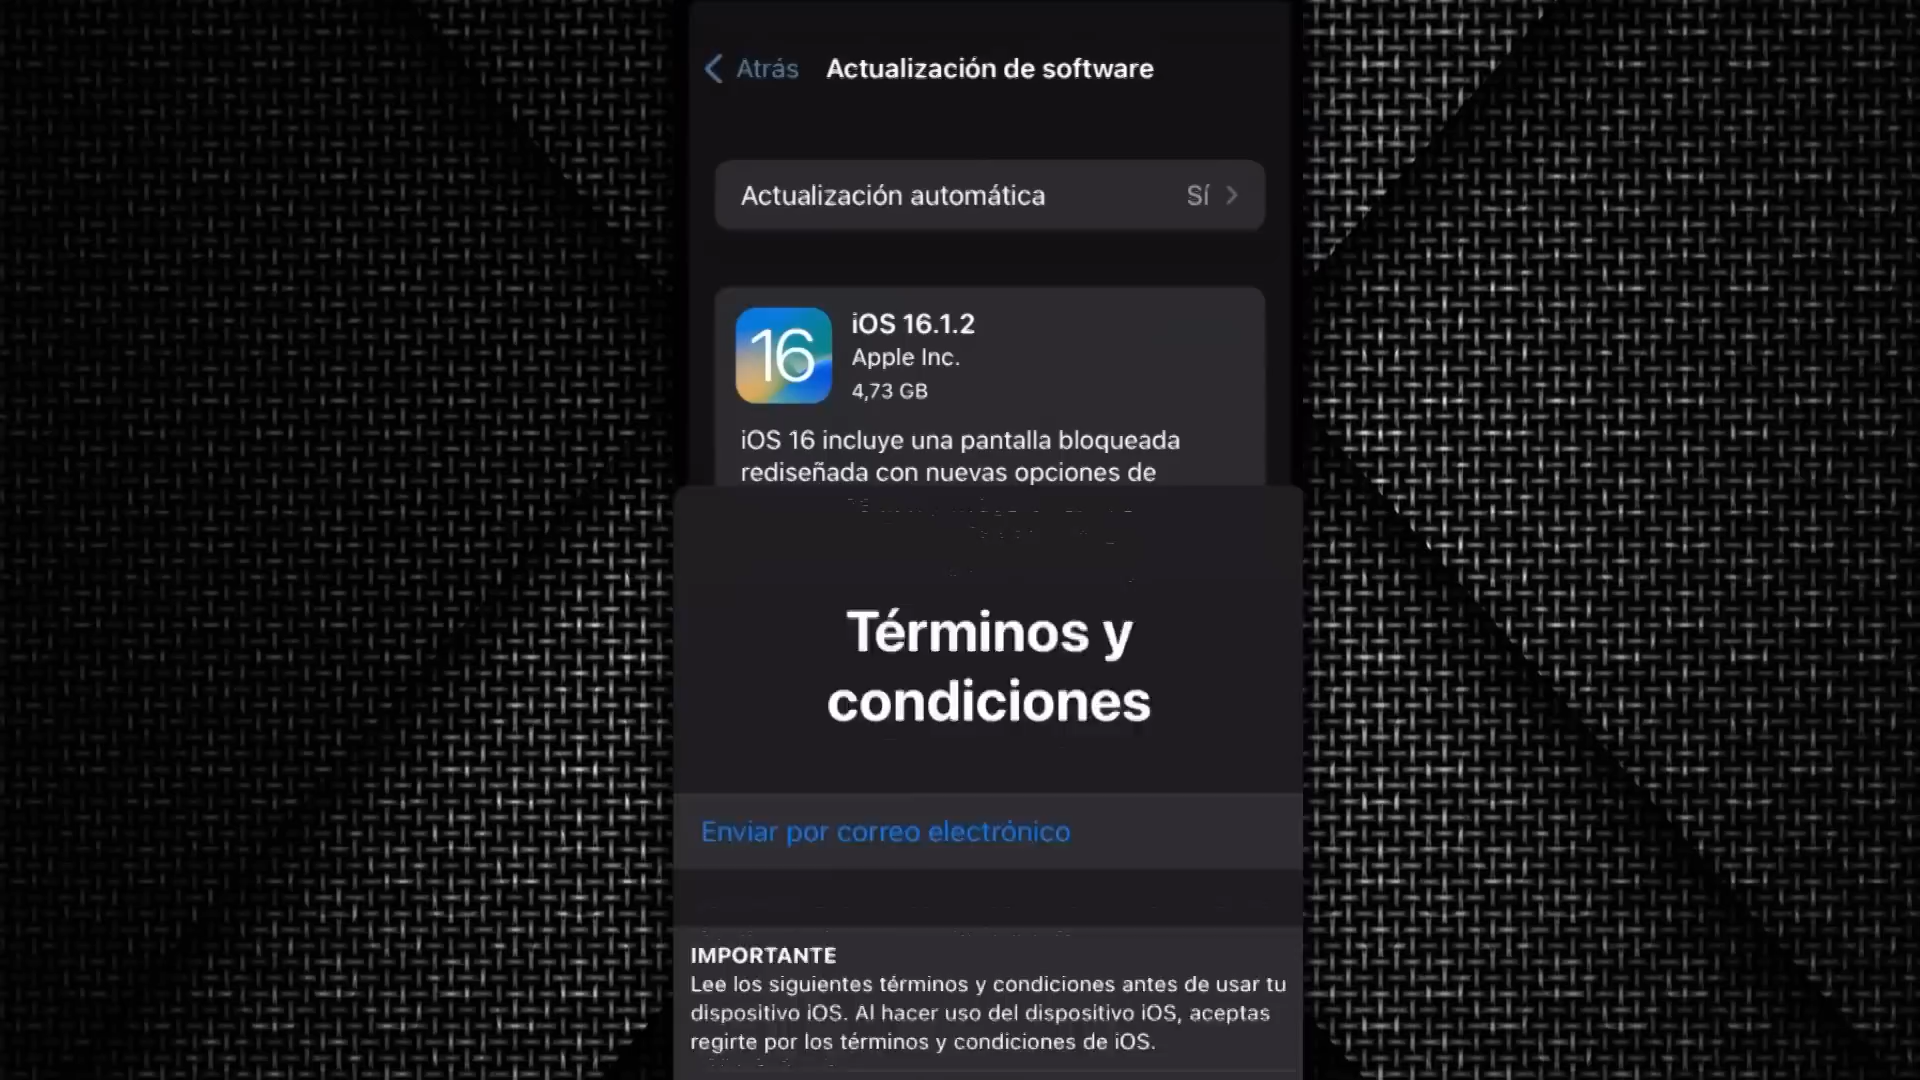 Atrás
Actualización de software
Actualización automática
Sí
16
iOS 16.1.2
Apple Inc.
4,73 GB
iOS 16 incluye una pantalla bloqueada
rediseñada con nuevas opciones de
Términos y
condiciones
Enviar por correo electrónico
IMPORTANTE
Lee los siguientes términos y condiciones antes de usar tu
dispositivo iOS. Al hacer uso del dispositivo iOS, aceptas
regirte por los términos y condiciones de iOS.